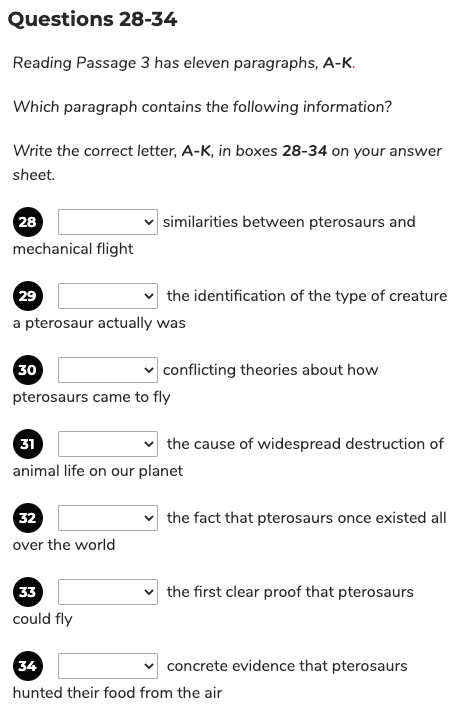 Questions 28-34
Reading Passage 3 has eleven paragraphs, A-K.
Which paragraph contains the following information?
Write the correct letter, A-K, in boxes 28-34 on your answer
sheet.
28 similarities between pterosaurs and
mechanical flight
29 the identification of the type of creature
a pterosaur actually was
30 conflicting theories about how
pterosaurs came to fly
31 the cause of widespread destruction of
animal life on our planet
32 the fact that pterosaurs once existed all
over the world
33 the first clear proof that pterosaurs
could fly
34 concrete evidence that pterosaurs
hunted their food from the air